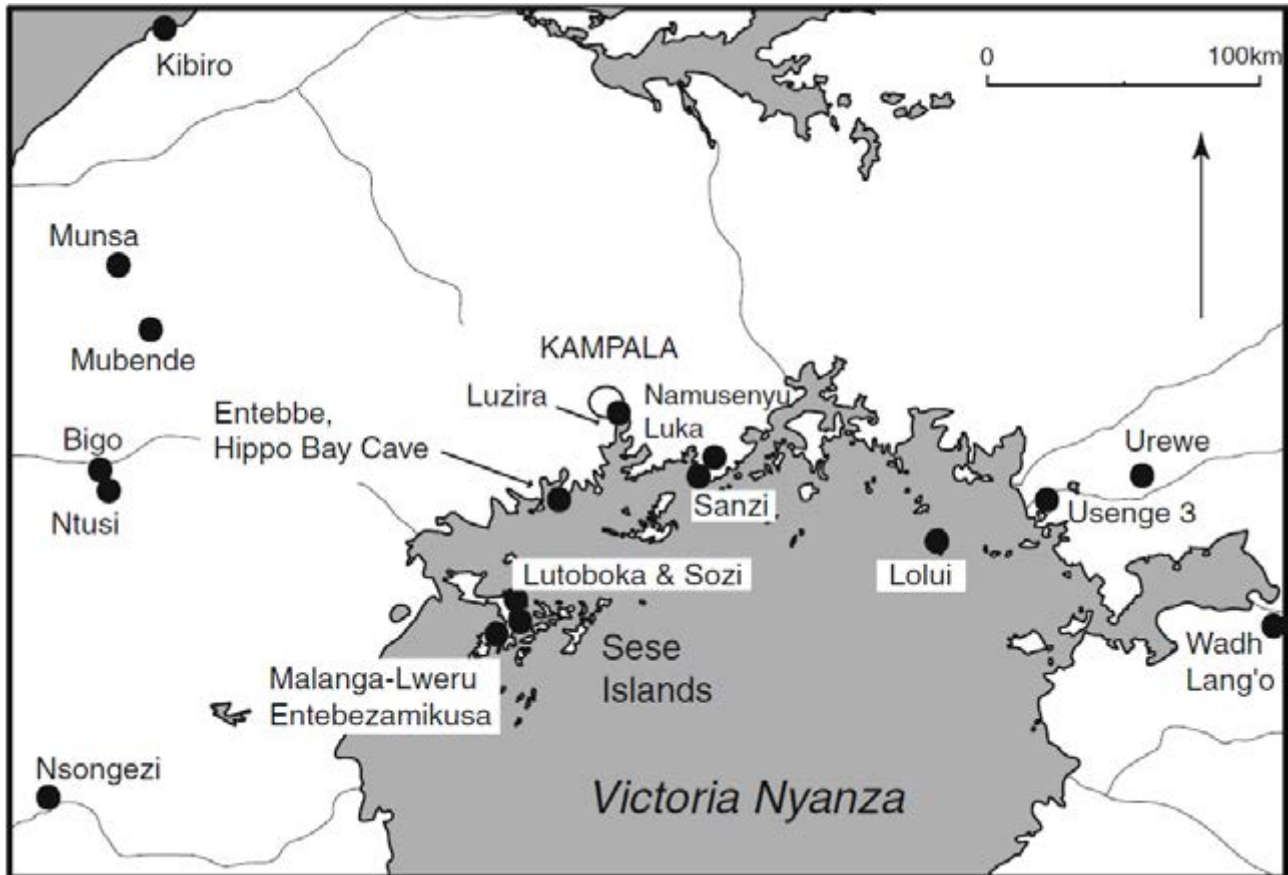 Kibiro
0
100km
Munsa
Mubende
KAMPALA
Luzira
Namusenyu
Luka
Entebbe,
Hippo Bay Cave
Bigo
Ntusi
Urewe
Sanzi
Usenge 3
Lutoboka & Sozi
Lolui
Sese
Islands
Wadh
Lang'o
Malanga-Lweru
Entebezamikusa
Nsongezi
Victoria Nyanza